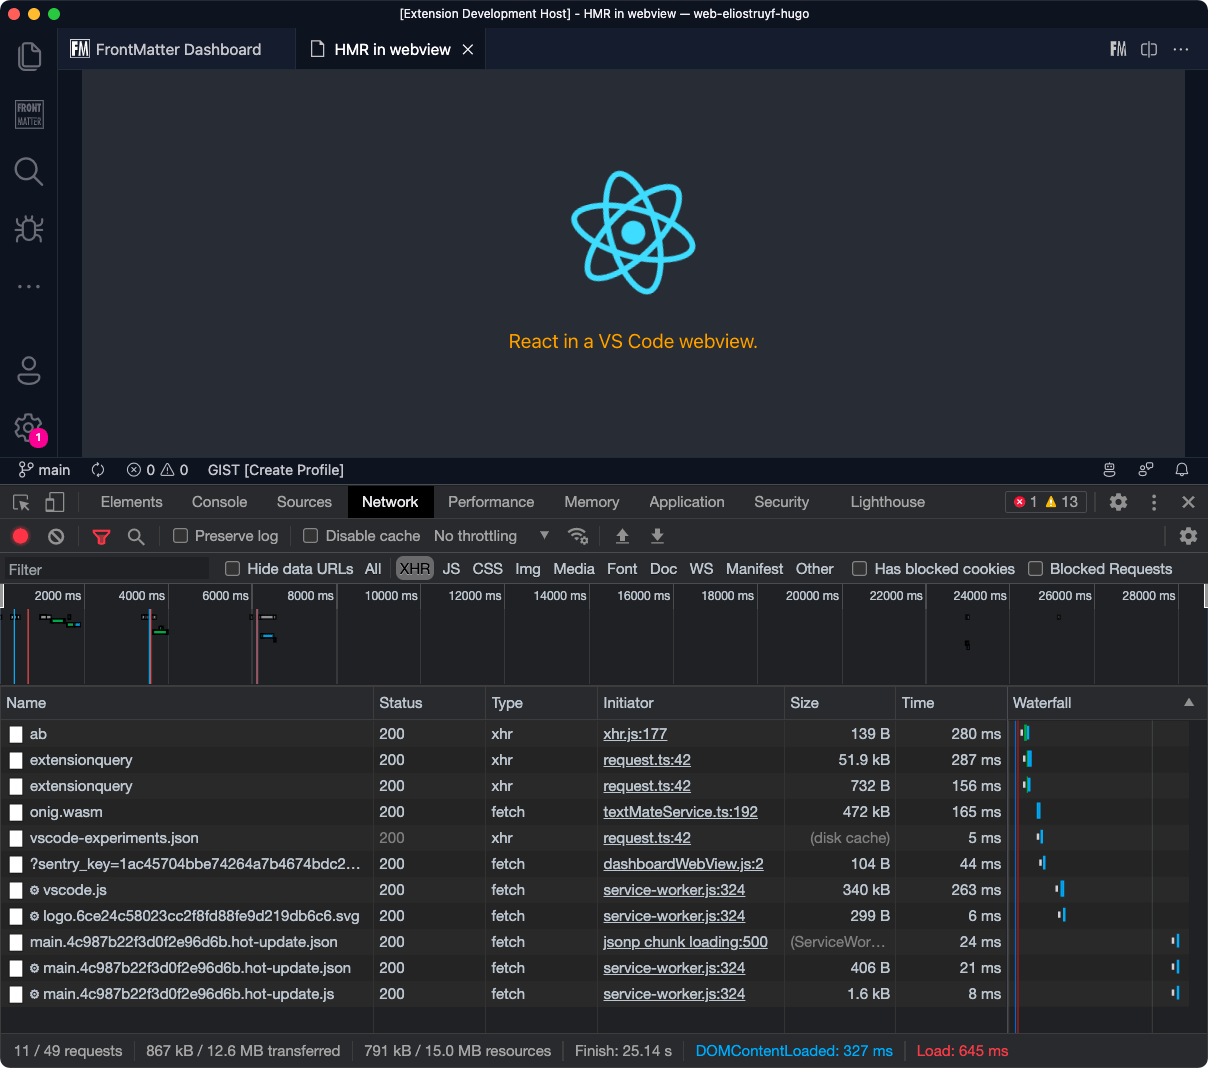 [Extension Development Host] - HMR in webview — web-eliostruyf-hugo
FM FrontMatter Dashboard HMR in webview FM
FRONT
MATTER
React in a VS Code webview.
1
main 0 0 GIST [Create Profile]
Elements Console Sources Network Performance Memory Application Security Lighthouse 1 13
Preserve log Disable cache No throttling
Filter Hide data URLs All XHR JS CSS Img Media Font Doc WS Manifest Other Has blocked cookies Blocked Requests
2000 ms 4000 ms 6000 ms 8000 ms 10000 ms 12000 ms 14000 ms 16000 ms 18000 ms 20000 ms 22000 ms 24000 ms 26000 ms 28000 ms
Name Status Type Initiator Size Time Waterfall
ab 200 xhr xhr.js:177 139 B 280 ms
extensionquery 200 xhr request.ts:42 51.9 kB 287 ms
extensionquery 200 xhr request.ts:42 732 B 156 ms
onig.wasm 200 fetch textMateService.ts:192 472 kB 165 ms
vscode-experiments.json 200 xhr request.ts:42 (disk cache) 5 ms
?sentry_key=1ac45704bbe74264a7b4674bdc2... 200 fetch dashboardWebView.js:2 104 B 44 ms
vscode.js 200 fetch service-worker.js:324 340 kB 263 ms
logo.6ce24c58023cc2f8fd88fe9d219db6c6.svg 200 fetch service-worker.js:324 299 B 6 ms
main.4c987b22f3d0f2e96d6b.hot-update.json 200 fetch jsonp chunk loading:500 (ServiceWor... 24 ms
main.4c987b22f3d0f2e96d6b.hot-update.json 200 fetch service-worker.js:324 406 B 21 ms
main.4c987b22f3d0f2e96d6b.hot-update.js 200 fetch service-worker.js:324 1.6 kB 8 ms
11 / 49 requests 867 kB / 12.6 MB transferred 791 kB / 15.0 MB resources Finish: 25.14 s DOMContentLoaded: 327 ms Load: 645 ms